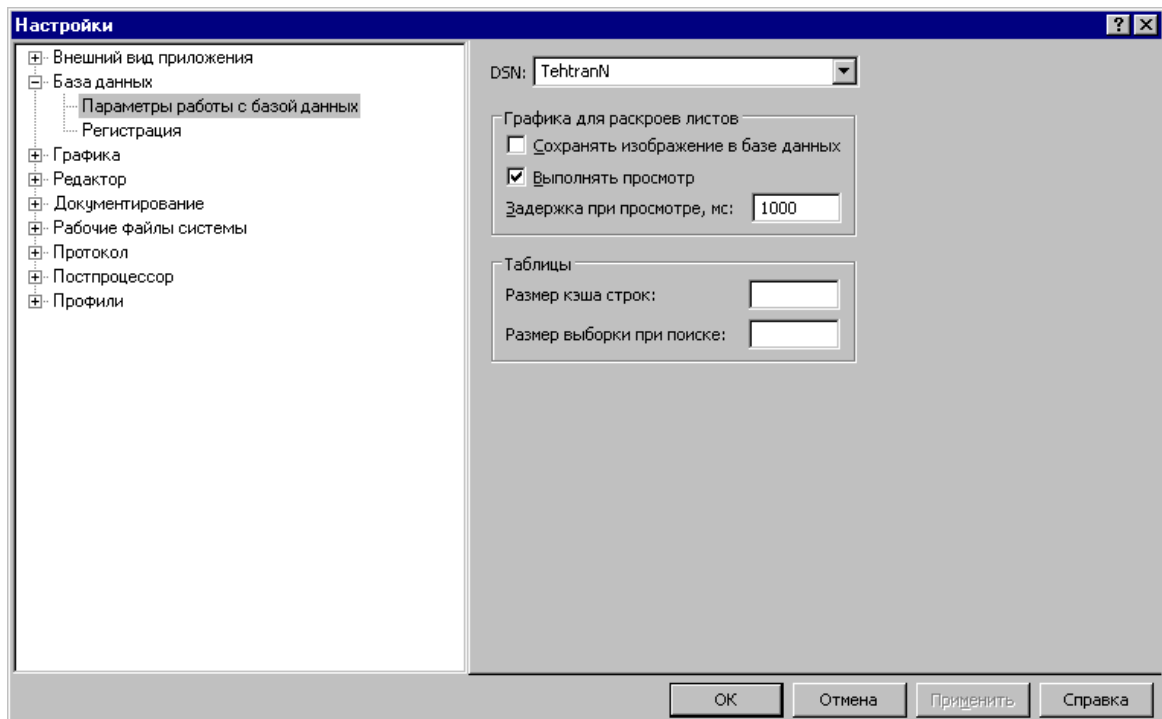 Настройки
Внешний вид приложения
База данных
Параметры работы с базой данных
Регистрация
Графика
Редактор
Документирование
Рабочие файлы системы
Протокол
Постпроцессор
Профили
DSN: TehtranN
Графика для раскроев листов
Сохранять изображение в базе данных
Выполнять просмотр
Задержка при просмотре, мс: 1000
Таблицы
Размер кэша строк:
Размер выборки при поиске:
ОК Отмена Применить Справка